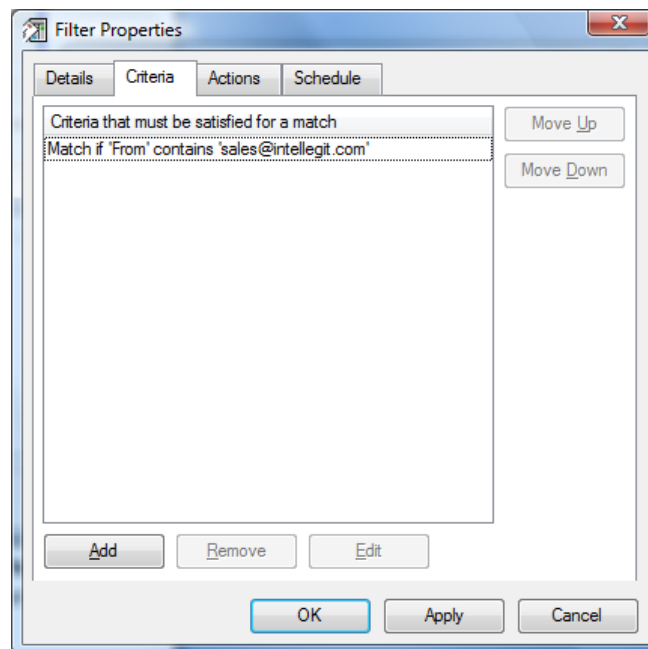 Filter Properties
Details Criteria Actions Schedule
Criteria that must be satisfied for a match
Match if 'From' contains 'sales@intellegit.com'
Move Up
Move Down
Add Remove Edit
OK Apply Cancel